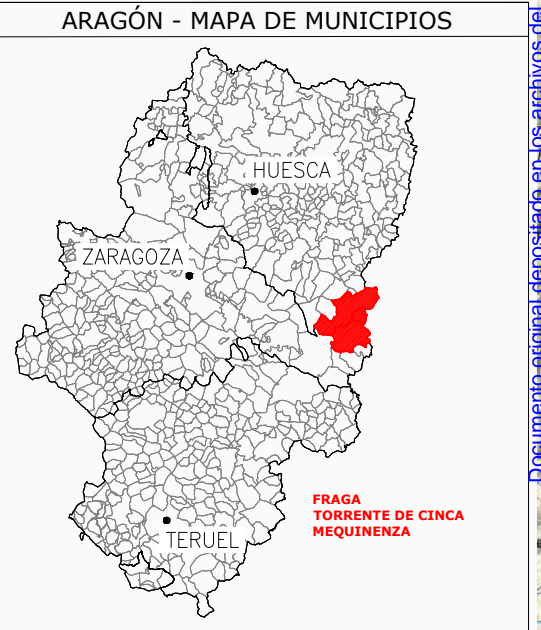 ARAGÓN - MAPA DE MUNICIPIOS
HUESCA
ZARAGOZA
FRAGA
TORRENTE DE CINCA
MEQUINENZA
TERUEL
Documento original depositado en los archivos del